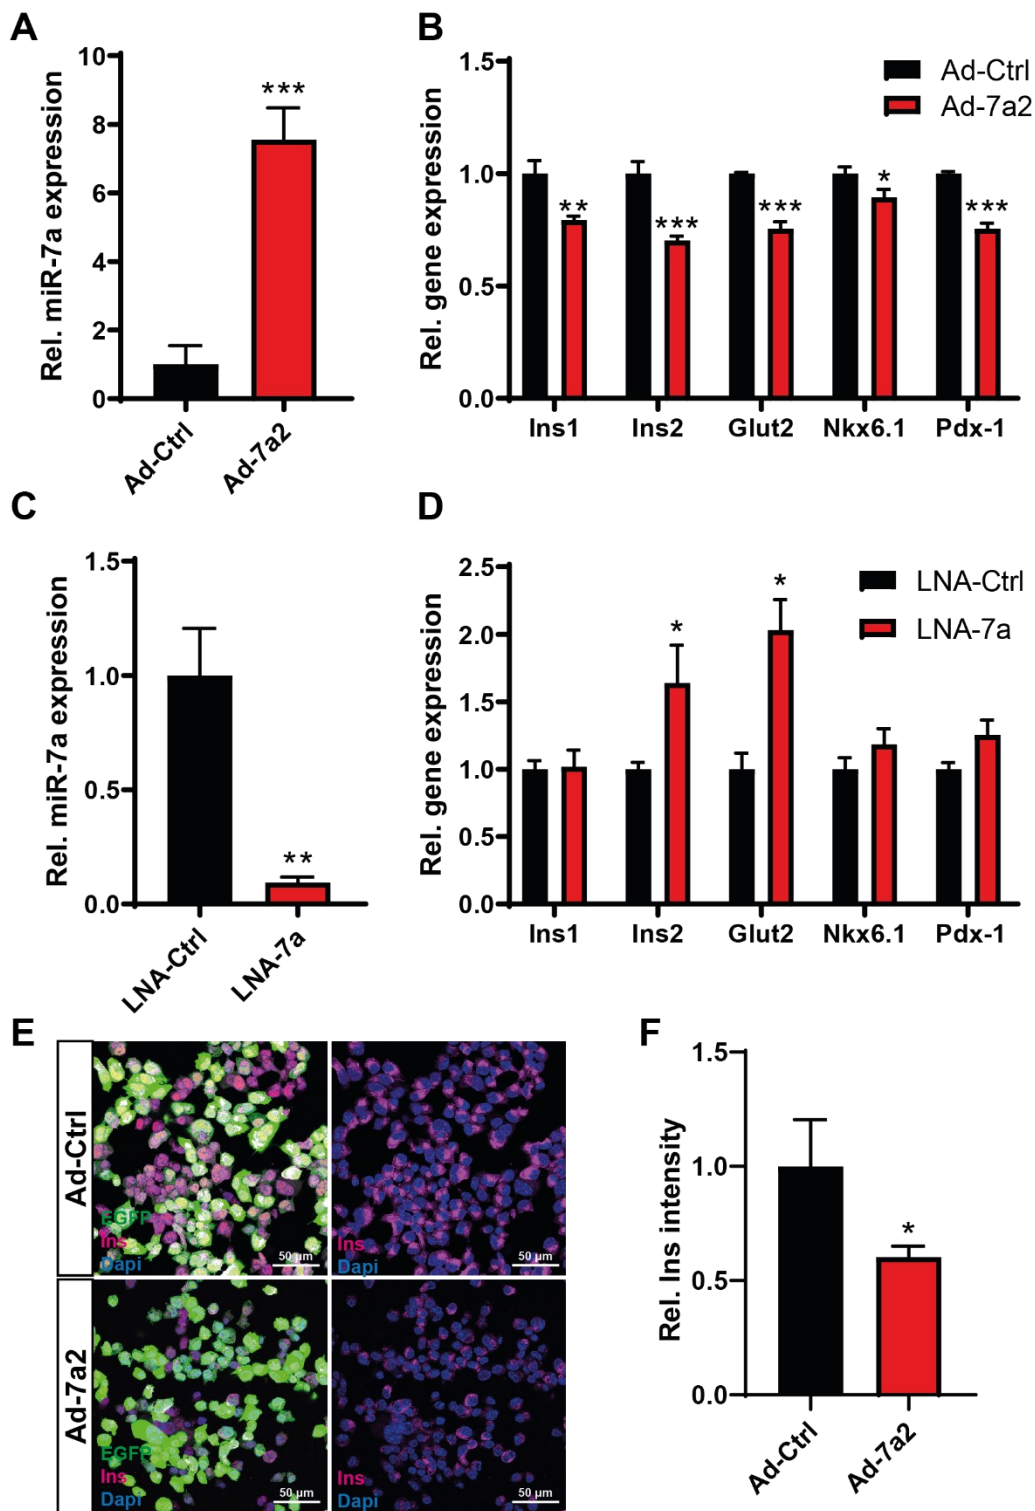 A
Rel. miR-7a expression
10
8
6
4
2
0
***
Ad-Ctrl
Ad-7a2
B
Rel. gene expression
1.5
1.0
0.5
0.0
Ad-Ctrl
Ad-7a2
**
***
***
*
***
Ins1 Ins2 Glut2 Nkx6.1 Pdx-1
C
Rel. miR-7a expression
1.5
1.0
0.5
0.0
**
LNA-Ctrl
LNA-7a
D
Rel. gene expression
2.5
2.0
1.5
1.0
0.5
0.0
LNA-Ctrl
LNA-7a
*
*
Ins1 Ins2 Glut2 Nkx6.1 Pdx-1
E
Ad-Ctrl
EGFP
Ins
Dapi
50 µm
Ins
Dapi
50 µm
Ad-7a2
EGFP
Ins
Dapi
50 µm
Ins
Dapi
50 µm
F
Rel. Ins intensity
1.5
1.0
0.5
0.0
*
Ad-Ctrl
Ad-7a2